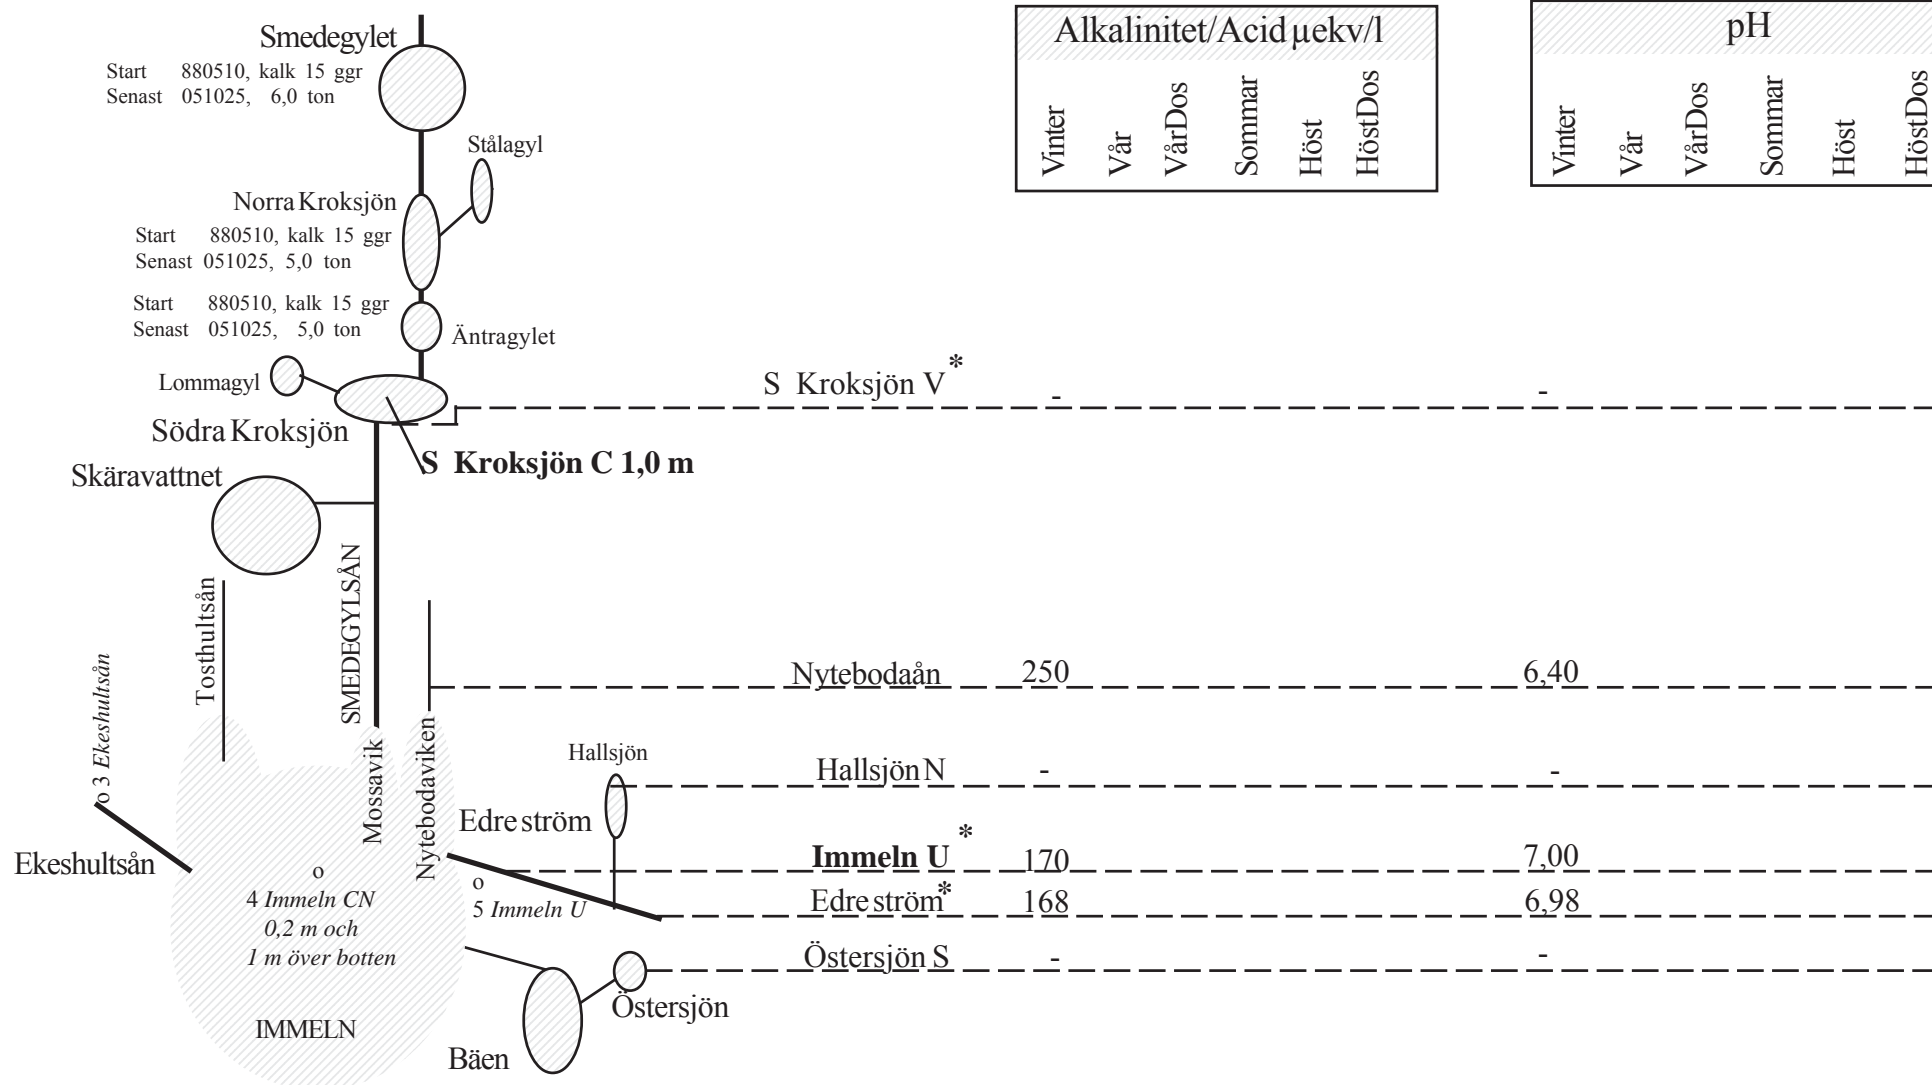 Smedegylet
Start 880510, kalk 15 ggr
Senast 051025, 6,0 ton
Stålagyl
Norra Kroksjön
Start 880510, kalk 15 ggr
Senast 051025, 5,0 ton
Start 880510, kalk 15 ggr
Senast 051025, 5,0 ton
Äntragylet
Lommagyl
Södra Kroksjön
S Kroksjön C 1,0 m
Skäravattnet
Tosthultsån
SMEDEGYLSÅN
o 3 Ekeshultsån
Mossavik
Nytebodaviken
Ekeshultsån
o
4 Immeln CN
0,2 m och
1 m över botten
IMMELN
Hallsjön
Edre ström
o
5 Immeln U
Östersjön
Bäen
Alkalinitet/Acid µekv/l
Vinter
Vår
VårDos
Sommar
Höst
HöstDos
pH
Vinter
Vår
VårDos
Sommar
Höst
HöstDos
S Kroksjön V* - -
Nytebodaån 250 6,40
Hallsjön N - -
Immeln U* 170 7,00
Edre ström* 168 6,98
Östersjön S - -